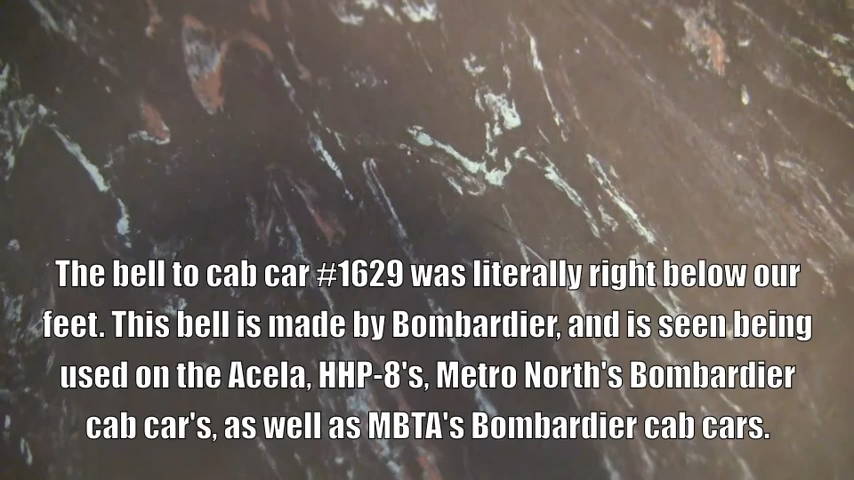 The bell to cab car #1629 was literally right below our
feet. This bell is made by Bombardier, and is seen being
used on the Acela, HHP-8's, Metro North's Bombardier
cab car's, as well as MBTA's Bombardier cab cars.